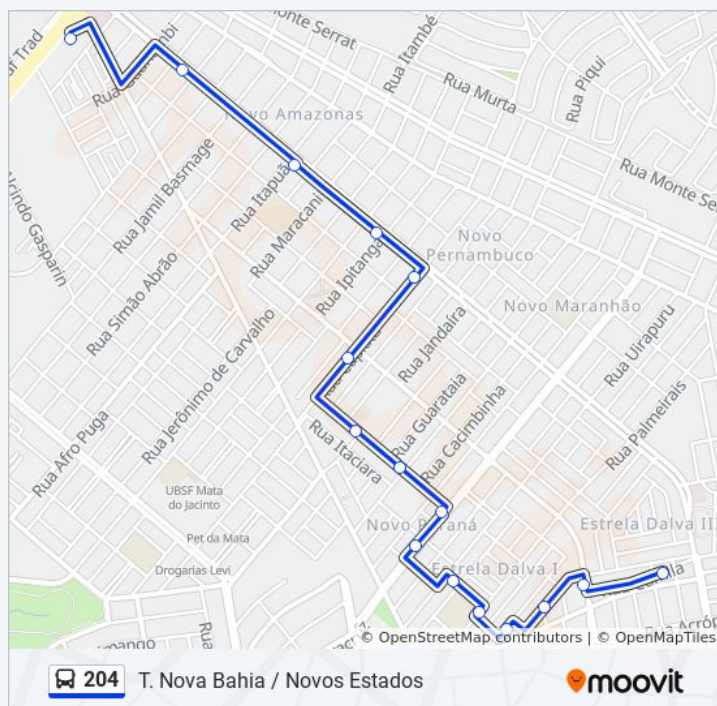 Monte Serrat
Rua Itambé
Rua Murta
Rua Piqui
Novo Amazonas
Rua Monte Se
Rua Jamil Basmage
Rua Itapuã
Rua Maracani
Alcindo Gasparin
Rua Simão Abrão
Rua Ipitanga
Novo
Pernambuco
Novo Maranhão
Rua Jandaíra
Rua Uirapuru
Rua Jerônimo de Carvalho
Rua Guarataia
Rua Cacimbinha
Rua Palmeirais
Rua Afro Puga
Rua Itaciara
UBSF Mata
do Jacinto
Pet da Mata
Drogarias Levi
Estrela Dalva II
Estrela Dalva I
Rua
© OpenStreetMap contributors | © OpenMapTiles
204 T. Nova Bahia / Novos Estados
moovit